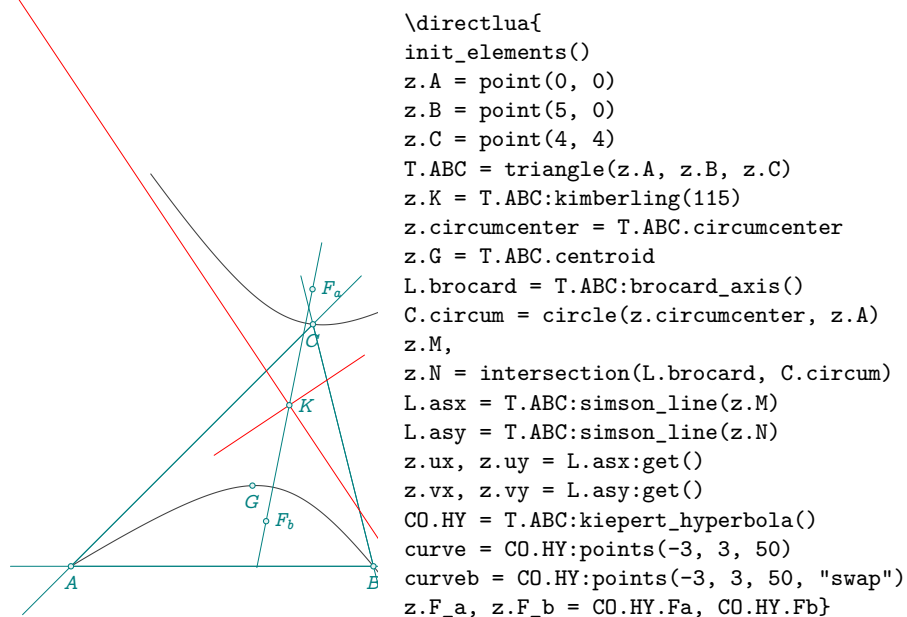 F_a
C
K
G
F_b
A
B
\directlua{
init_elements()
z.A = point(0, 0)
z.B = point(5, 0)
z.C = point(4, 4)
T.ABC = triangle(z.A, z.B, z.C)
z.K = T.ABC:kimberling(115)
z.circumcenter = T.ABC.circumcenter
z.G = T.ABC.centroid
L.brocard = T.ABC:brocard_axis()
C.circum = circle(z.circumcenter, z.A)
z.M,
z.N = intersection(L.brocard, C.circum)
L.asx = T.ABC:simson_line(z.M)
L.asy = T.ABC:simson_line(z.N)
z.ux, z.uy = L.asx:get()
z.vx, z.vy = L.asy:get()
CO.HY = T.ABC:kiepert_hyperbola()
curve = CO.HY:points(-3, 3, 50)
curveb = CO.HY:points(-3, 3, 50, "swap")
z.F_a, z.F_b = CO.HY.Fa, CO.HY.Fb}